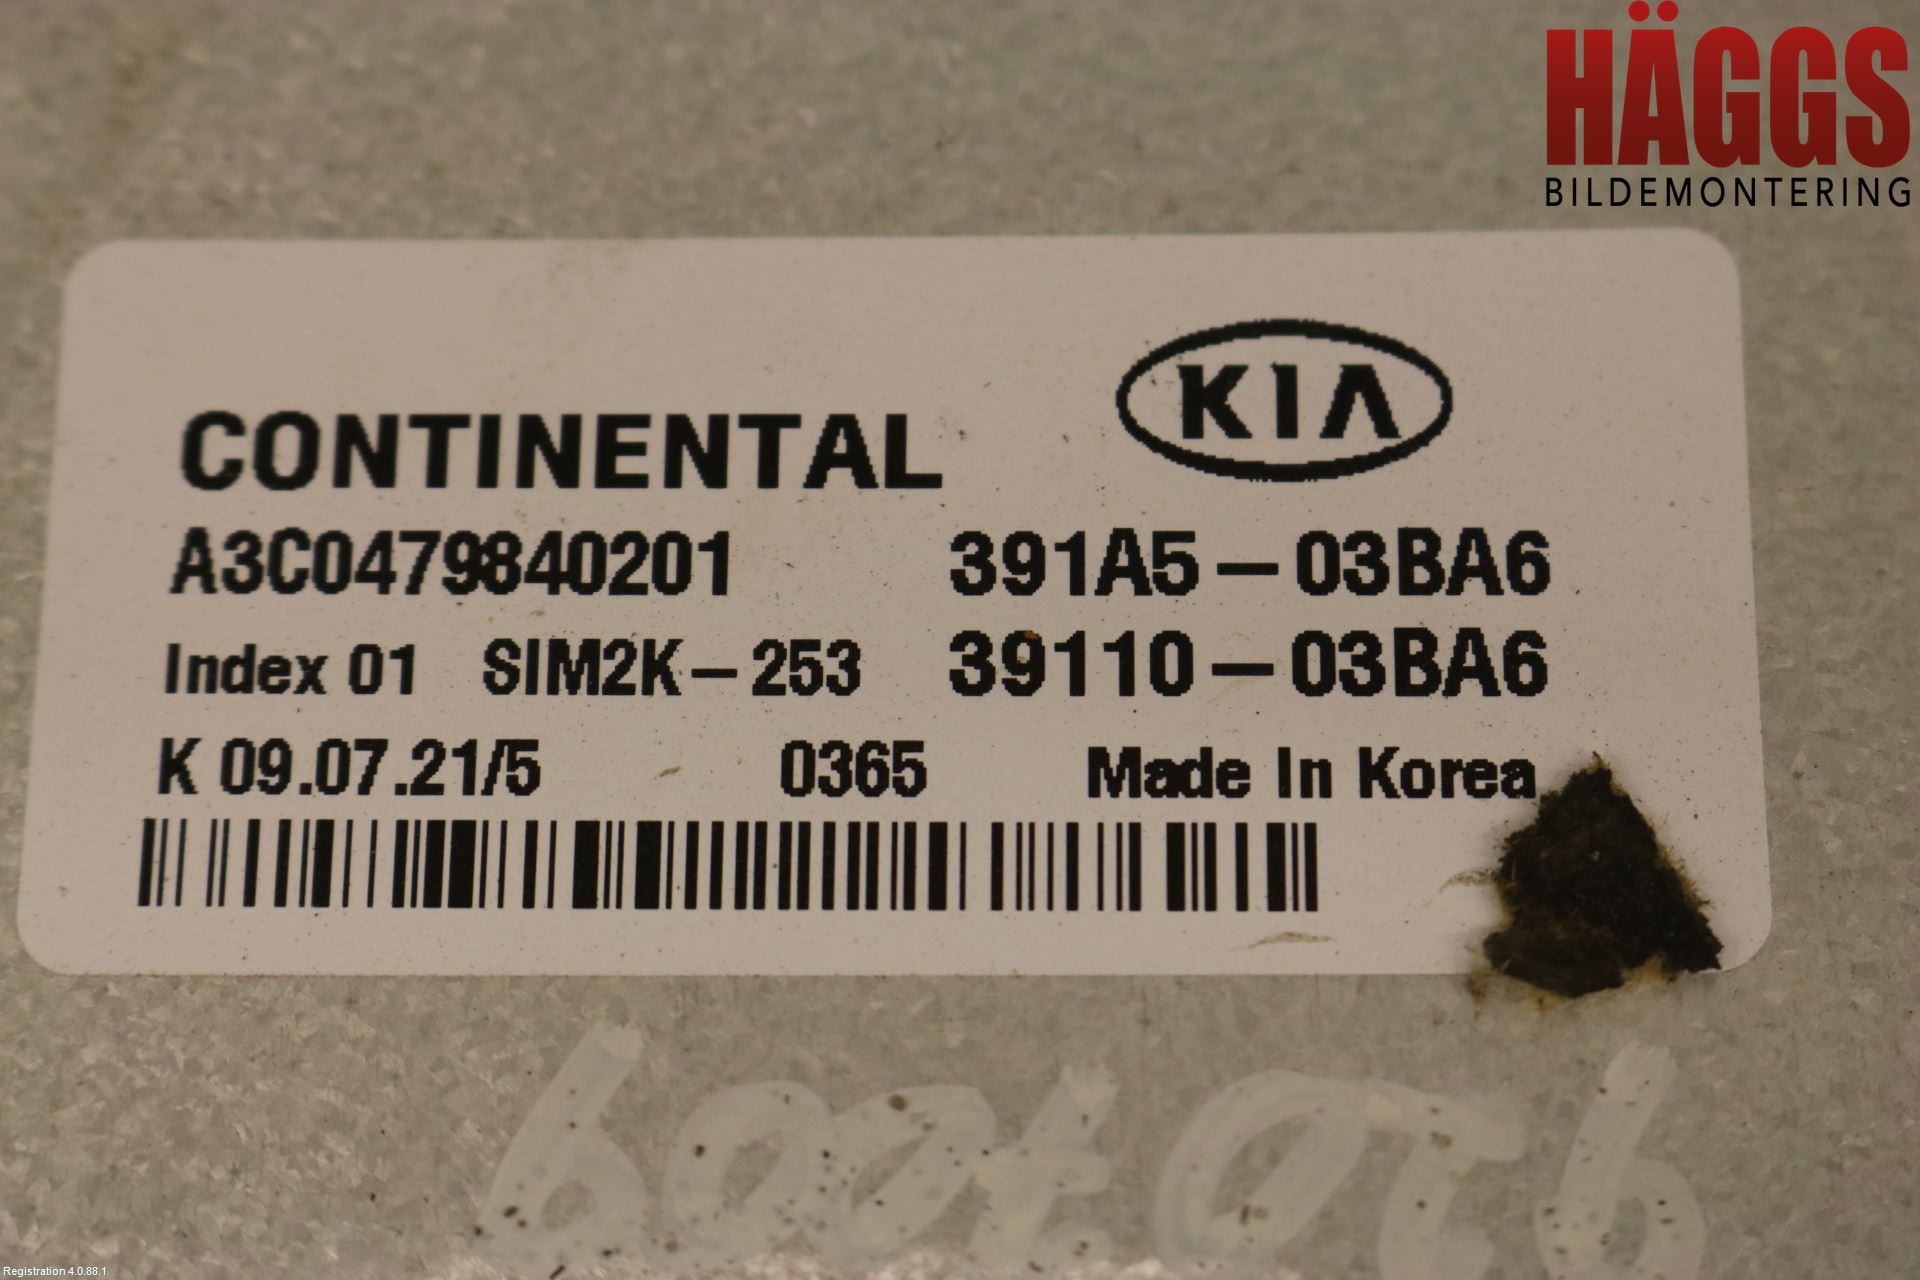 HÄGGS
BILDEMONTERING
KIA
CONTINENTAL
A3C0479840201 391A5-03BA6
Index 01 SIM2K-253 39110-03BA6
K 09.07.21/5 0365 Made In Korea
Registration 4.0.88.1